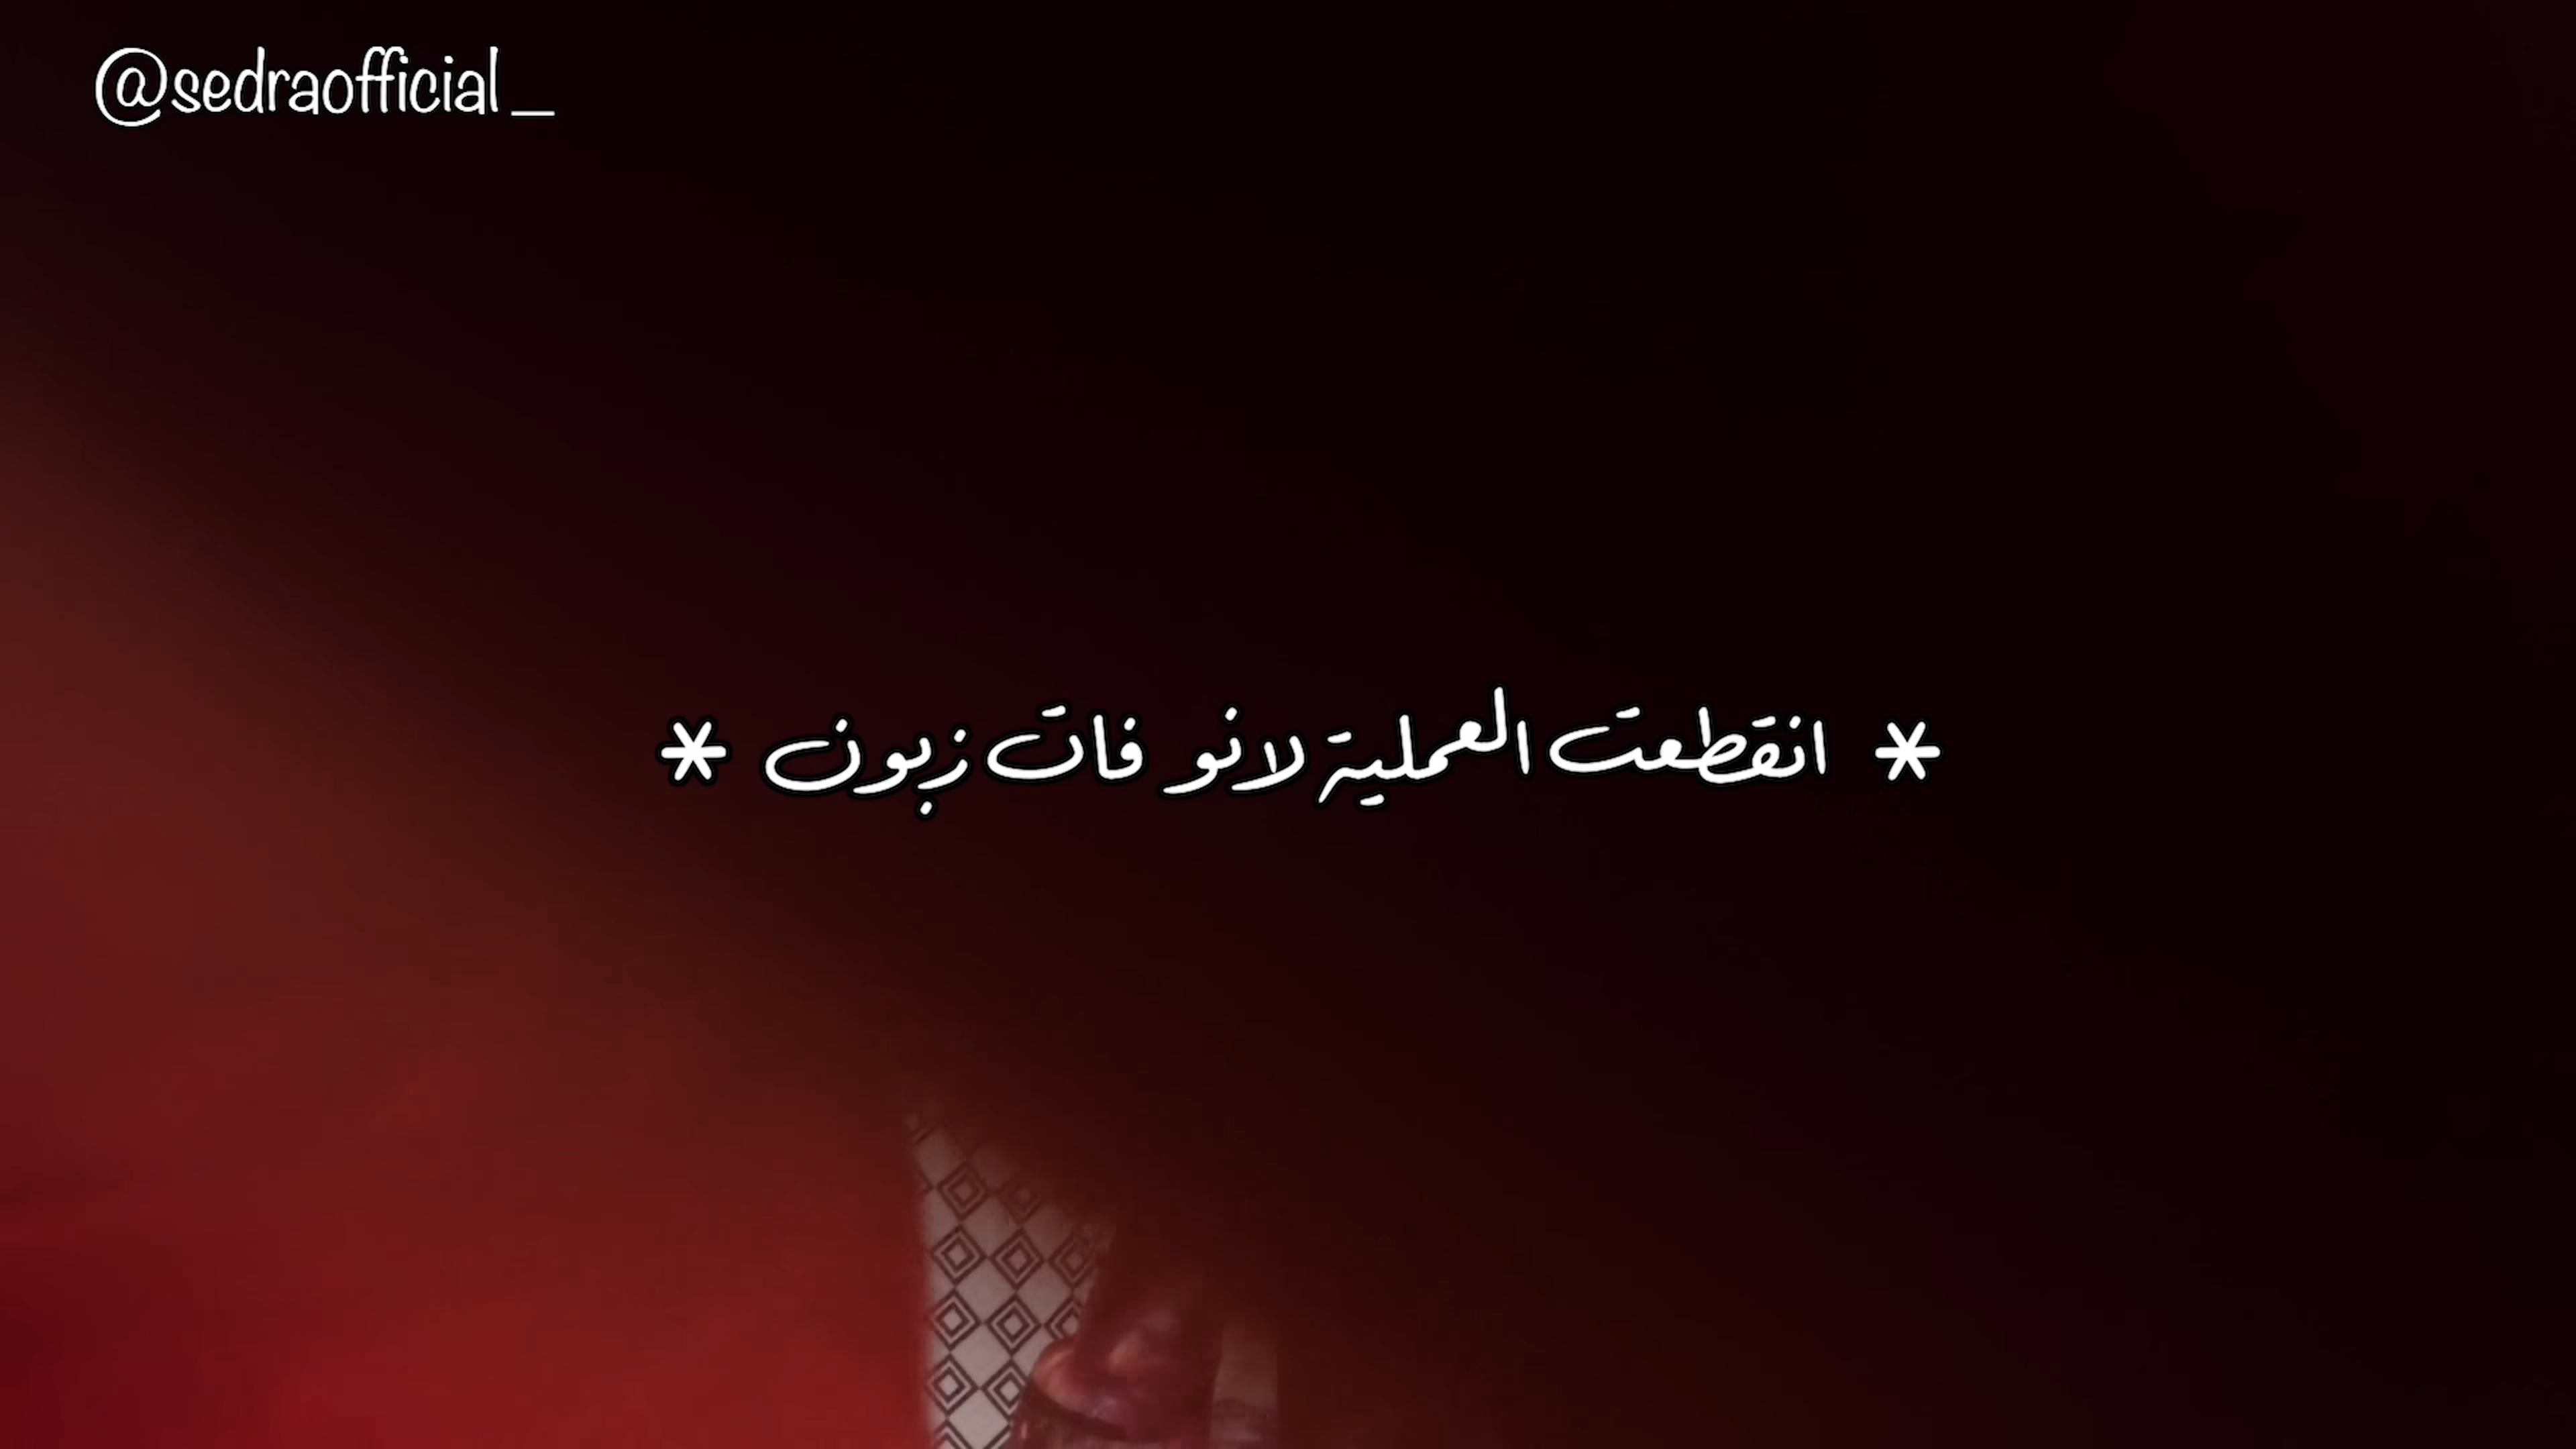 @sedraofficial_
* انقطعت العملية لانو فات زبون *